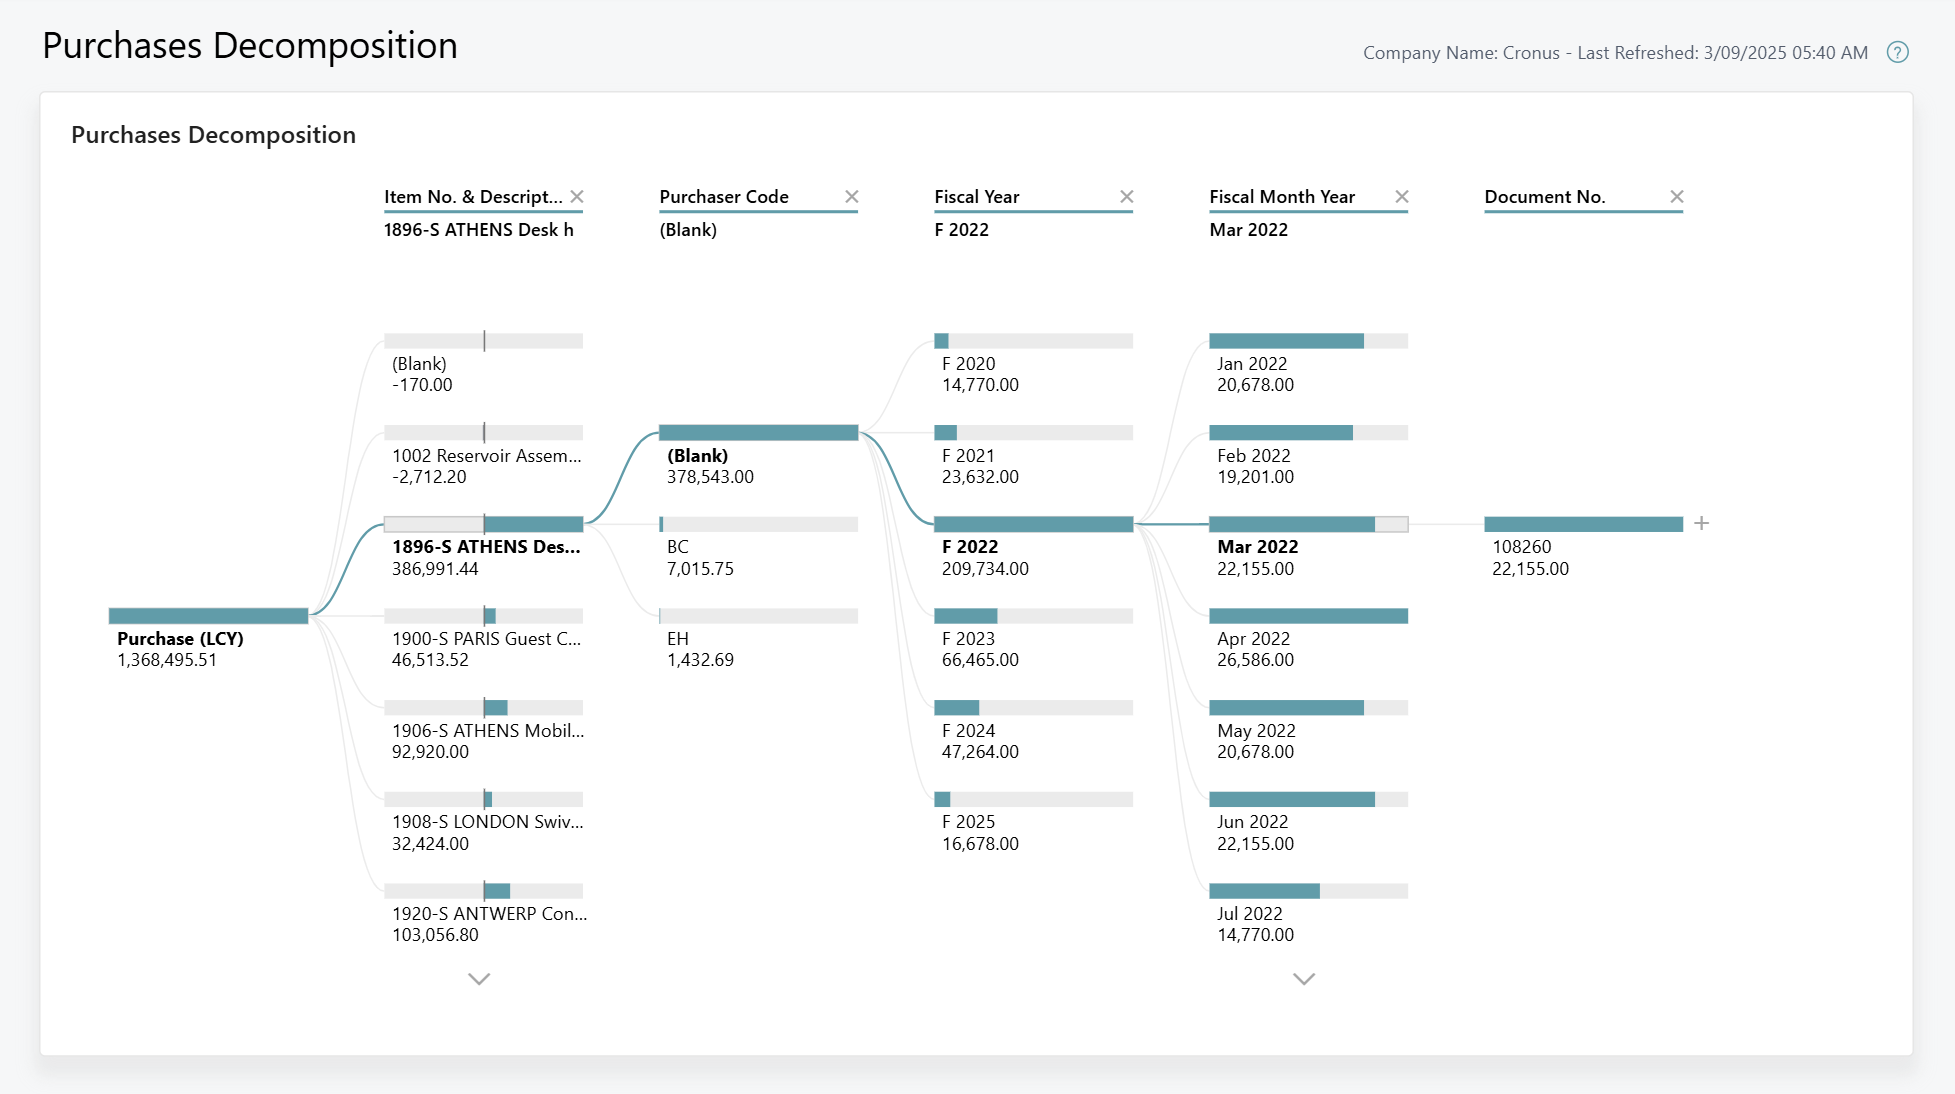 Purchases Decomposition
Company Name: Cronus - Last Refreshed: 3/09/2025 05:40 AM
Purchases Decomposition
Item No. & Descript...
1896-S ATHENS Desk h
Purchaser Code
(Blank)
Fiscal Year
F 2022
Fiscal Month Year
Mar 2022
Document No.
Purchase (LCY)
1,368,495.51
(Blank)
-170.00
1002 Reservoir Assem...
-2,712.20
1896-S ATHENS Des...
386,991.44
1900-S PARIS Guest C...
46,513.52
1906-S ATHENS Mobil...
92,920.00
1908-S LONDON Swiv...
32,424.00
1920-S ANTWERP Con...
103,056.80
(Blank)
378,543.00
BC
7,015.75
EH
1,432.69
F 2020
14,770.00
F 2021
23,632.00
F 2022
209,734.00
F 2023
66,465.00
F 2024
47,264.00
F 2025
16,678.00
Jan 2022
20,678.00
Feb 2022
19,201.00
Mar 2022
22,155.00
Apr 2022
26,586.00
May 2022
20,678.00
Jun 2022
22,155.00
Jul 2022
14,770.00
108260
22,155.00